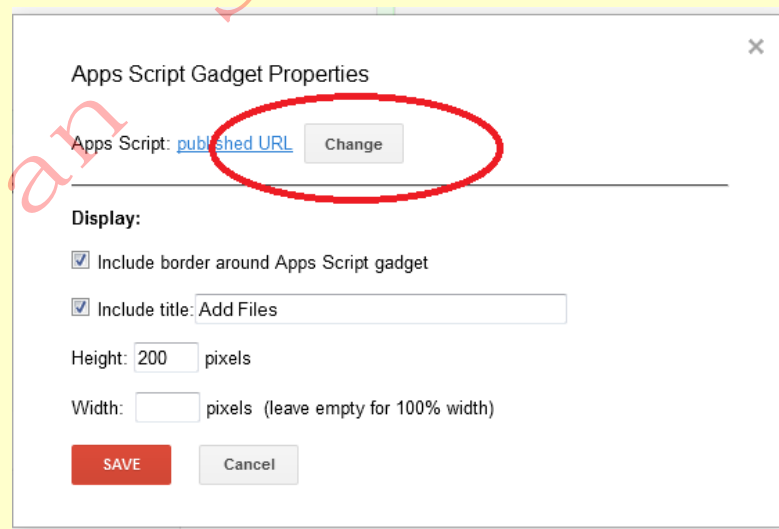 Apps Script Gadget Properties
Apps Script: published URL Change
Display:
Include border around Apps Script gadget
Include title: Add Files
Height: 200 pixels
Width: pixels (leave empty for 100% width)
SAVE Cancel